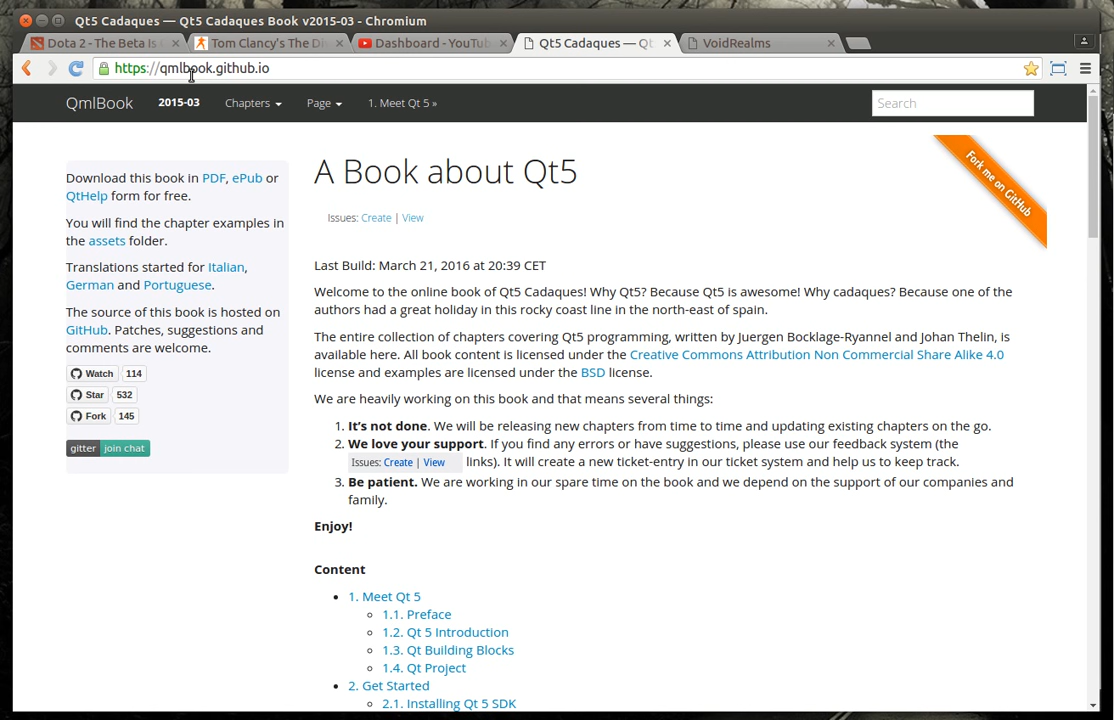 Qt5 Cadaques — Qt5 Cadaques Book v2015-03 - Chromium
Dota 2 - The Beta Is
Tom Clancy's The Di
Dashboard - YouTub
Qt5 Cadaques — Qt
VoidRealms
https://qmlbook.github.io
QmlBook 2015-03 Chapters Page 1. Meet Qt 5 » Search
Download this book in PDF, ePub or
QtHelp form for free.
You will find the chapter examples in
the assets folder.
Translations started for Italian,
German and Portuguese.
The source of this book is hosted on
GitHub. Patches, suggestions and
comments are welcome.
Watch 114
Star 532
Fork 145
gitter join chat
A Book about Qt5
Fork me on GitHub
Issues: Create | View
Last Build: March 21, 2016 at 20:39 CET
Welcome to the online book of Qt5 Cadaques! Why Qt5? Because Qt5 is awesome! Why cadaques? Because one of the
authors had a great holiday in this rocky coast line in the north-east of spain.
The entire collection of chapters covering Qt5 programming, written by Juergen Bocklage-Ryannel and Johan Thelin, is
available here. All book content is licensed under the Creative Commons Attribution Non Commercial Share Alike 4.0
license and examples are licensed under the BSD license.
We are heavily working on this book and that means several things:
1. It's not done. We will be releasing new chapters from time to time and updating existing chapters on the go.
2. We love your support. If you find any errors or have suggestions, please use our feedback system (the
Issues: Create | View links). It will create a new ticket-entry in our ticket system and help us to keep track.
3. Be patient. We are working in our spare time on the book and we depend on the support of our companies and
family.
Enjoy!
Content
• 1. Meet Qt 5
◦ 1.1. Preface
◦ 1.2. Qt 5 Introduction
◦ 1.3. Qt Building Blocks
◦ 1.4. Qt Project
• 2. Get Started
◦ 2.1. Installing Qt 5 SDK